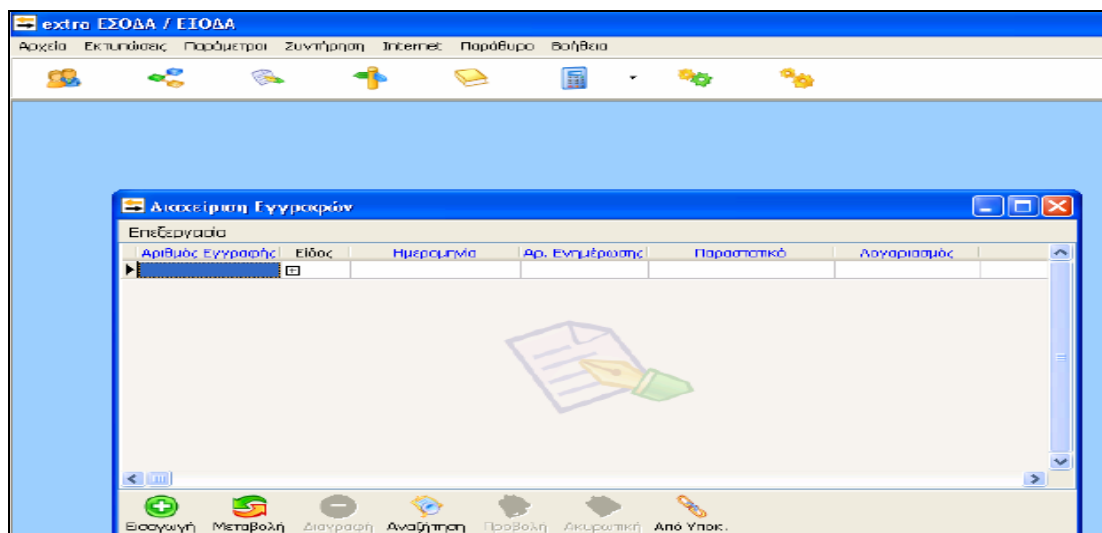 extra ΕΣΟΔΑ / ΕΞΟΔΑ
Αρχεία Εκτυπώσεις Παράμετροι Συντήρηση Internet Παράθυρο Βοήθεια
Διαχείριση Εγγραφών
Επεξεργασία
Αριθμός Εγγραφής Είδος Ημερομηνία Αρ. Ενημέρωσης Παραστατικό Λογαριασμός
Εισαγωγή Μεταβολή Διαγραφή Αναζήτηση Προβολή Ακυρωτική Από Υποκ.